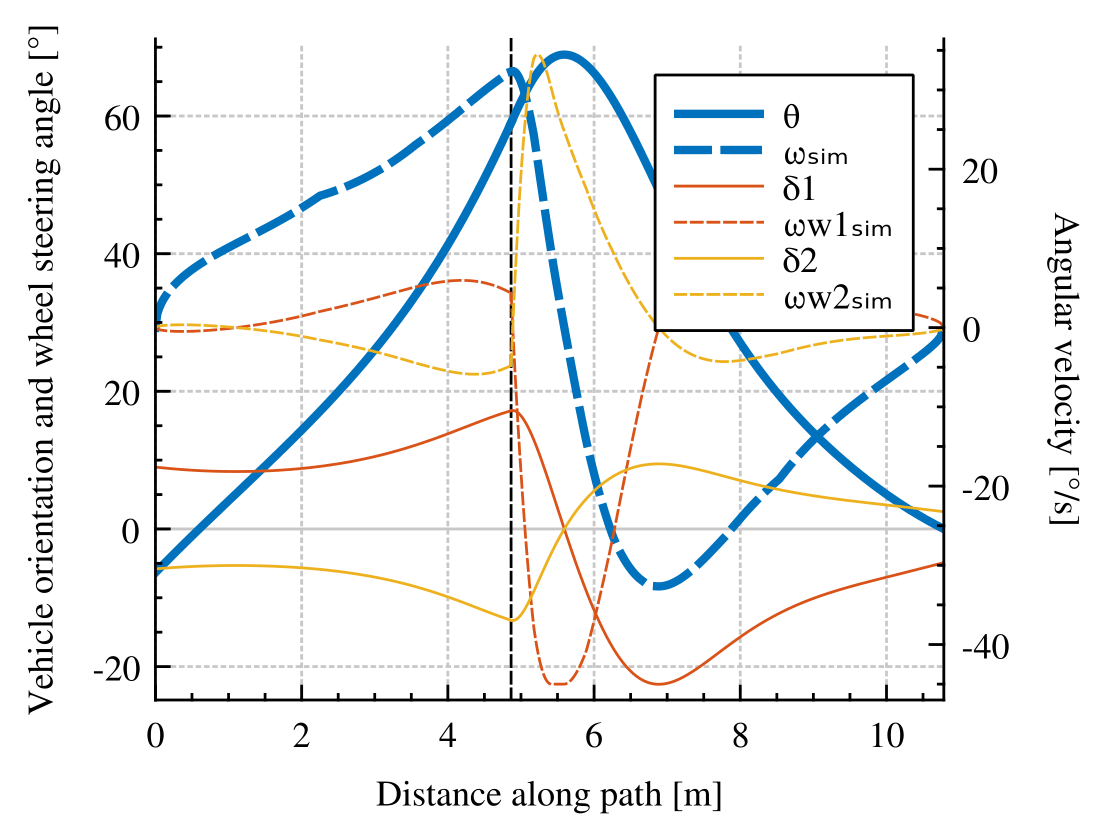 Vehicle orientation and wheel steering angle [°]
60
40
20
0
-20
θ
ωsim
δ1
ωw1sim
δ2
ωw2sim
20
0
-20
-40
Angular velocity [°/s]
0 2 4 6 8 10
Distance along path [m]